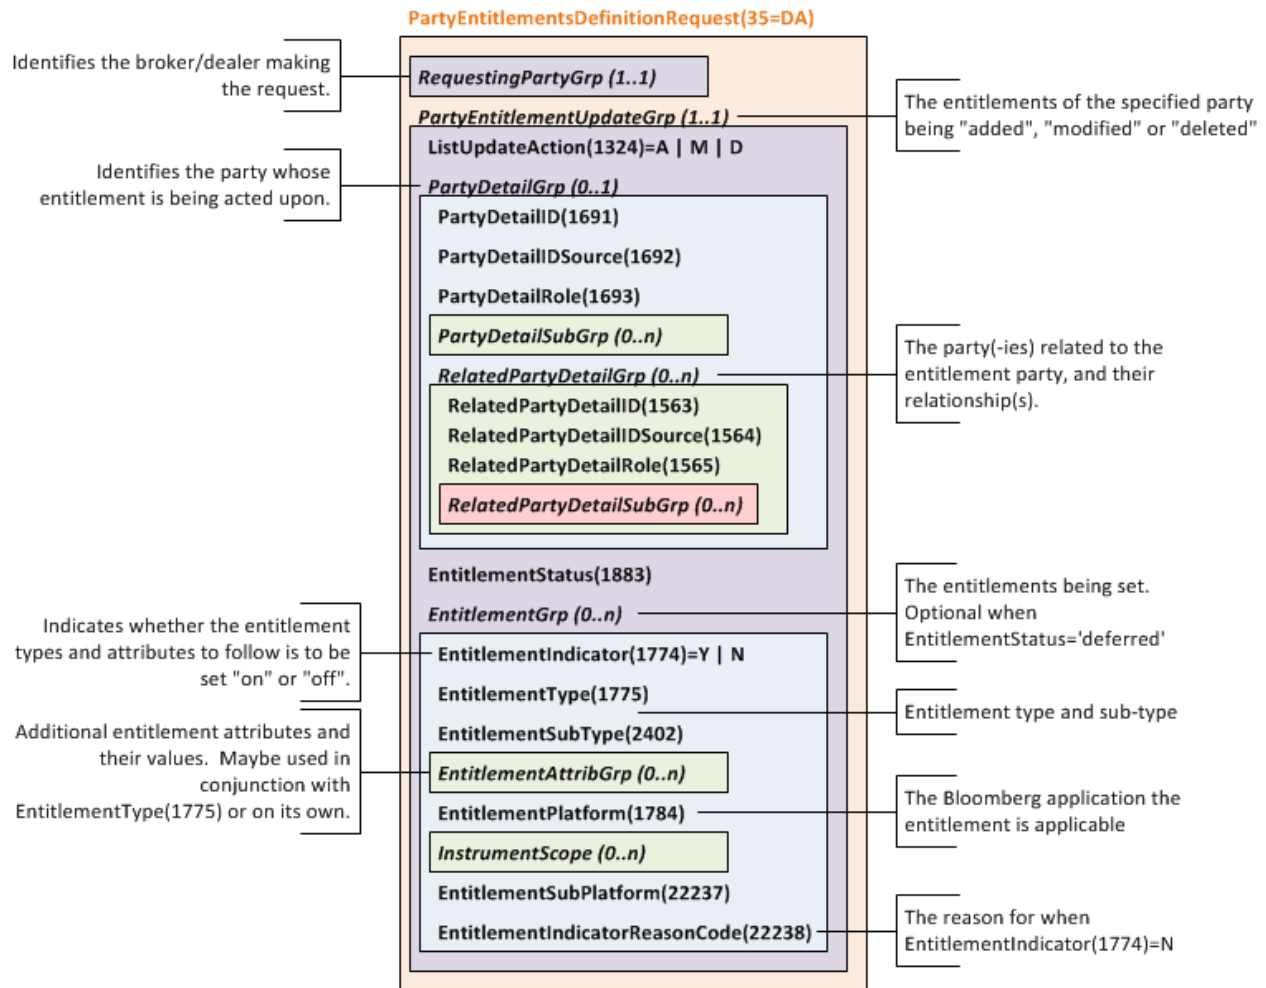 PartyEntitlementsDefinitionRequest(35=DA)
Identifies the broker/dealer making
the request.
RequestingPartyGrp (1..1)
PartyEntitlementUpdateGrp (1..1)
The entitlements of the specified party
being "added", "modified" or "deleted"
ListUpdateAction(1324)=A | M | D
Identifies the party whose
entitlement is being acted upon.
PartyDetailGrp (0..1)
PartyDetailID(1691)
PartyDetailIDSource(1692)
PartyDetailRole(1693)
PartyDetailSubGrp (0..n)
RelatedPartyDetailGrp (0..n)
The party(-ies) related to the
entitlement party, and their
relationship(s).
RelatedPartyDetailID(1563)
RelatedPartyDetailIDSource(1564)
RelatedPartyDetailRole(1565)
RelatedPartyDetailSubGrp (0..n)
EntitlementStatus(1883)
EntitlementGrp (0..n)
The entitlements being set.
Optional when
EntitlementStatus='deferred'
Indicates whether the entitlement
types and attributes to follow is to be
set "on" or "off".
EntitlementIndicator(1774)=Y | N
EntitlementType(1775)
Entitlement type and sub-type
EntitlementSubType(2402)
Additional entitlement attributes and
their values.  Maybe used in
conjunction with
EntitlementType(1775) or on its own.
EntitlementAttribGrp (0..n)
EntitlementPlatform(1784)
The Bloomberg application the
entitlement is applicable
InstrumentScope (0..n)
EntitlementSubPlatform(22237)
EntitlementIndicatorReasonCode(22238)
The reason for when
EntitlementIndicator(1774)=N